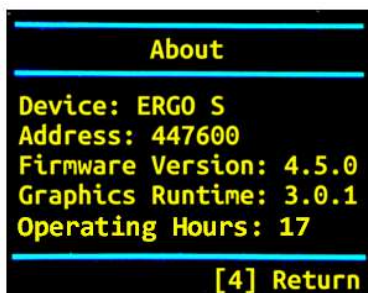 About
Device: ERGO S
Address: 447600
Firmware Version: 4.5.0
Graphics Runtime: 3.0.1
Operating Hours: 17
[4] Return